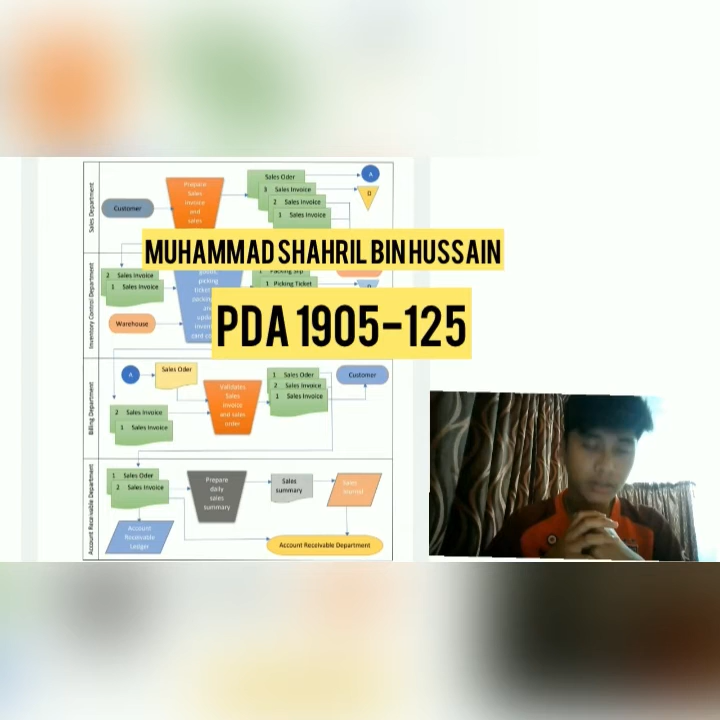 Sales Department
Customer
Prepare
Sales
Invoice
and
sales
Sales Oder
3 Sales Invoice
2 Sales Invoice
1 Sales Invoice
A
D
MUHAMMAD SHAHRIL BIN HUSSAIN
Inventory Control Department
2 Sales Invoice
1 Sales Invoice
Warehouse
picking
1 Packing Slip
1 Picking Ticket
PDA 1905-125
Billing Department
A
Sales Oder
2 Sales Invoice
1 Sales Invoice
Validates
Sales
Invoice
and sales
order
1 Sales Oder
2 Sales Invoice
1 Sales Invoice
Customer
Account Receivable Department
1 Sales Oder
2 Sales Invoice
Account
Receivable
Ledger
Prepare
daily
sales
summary
Sales
summary
Sales
Journal
Account Receivable Department